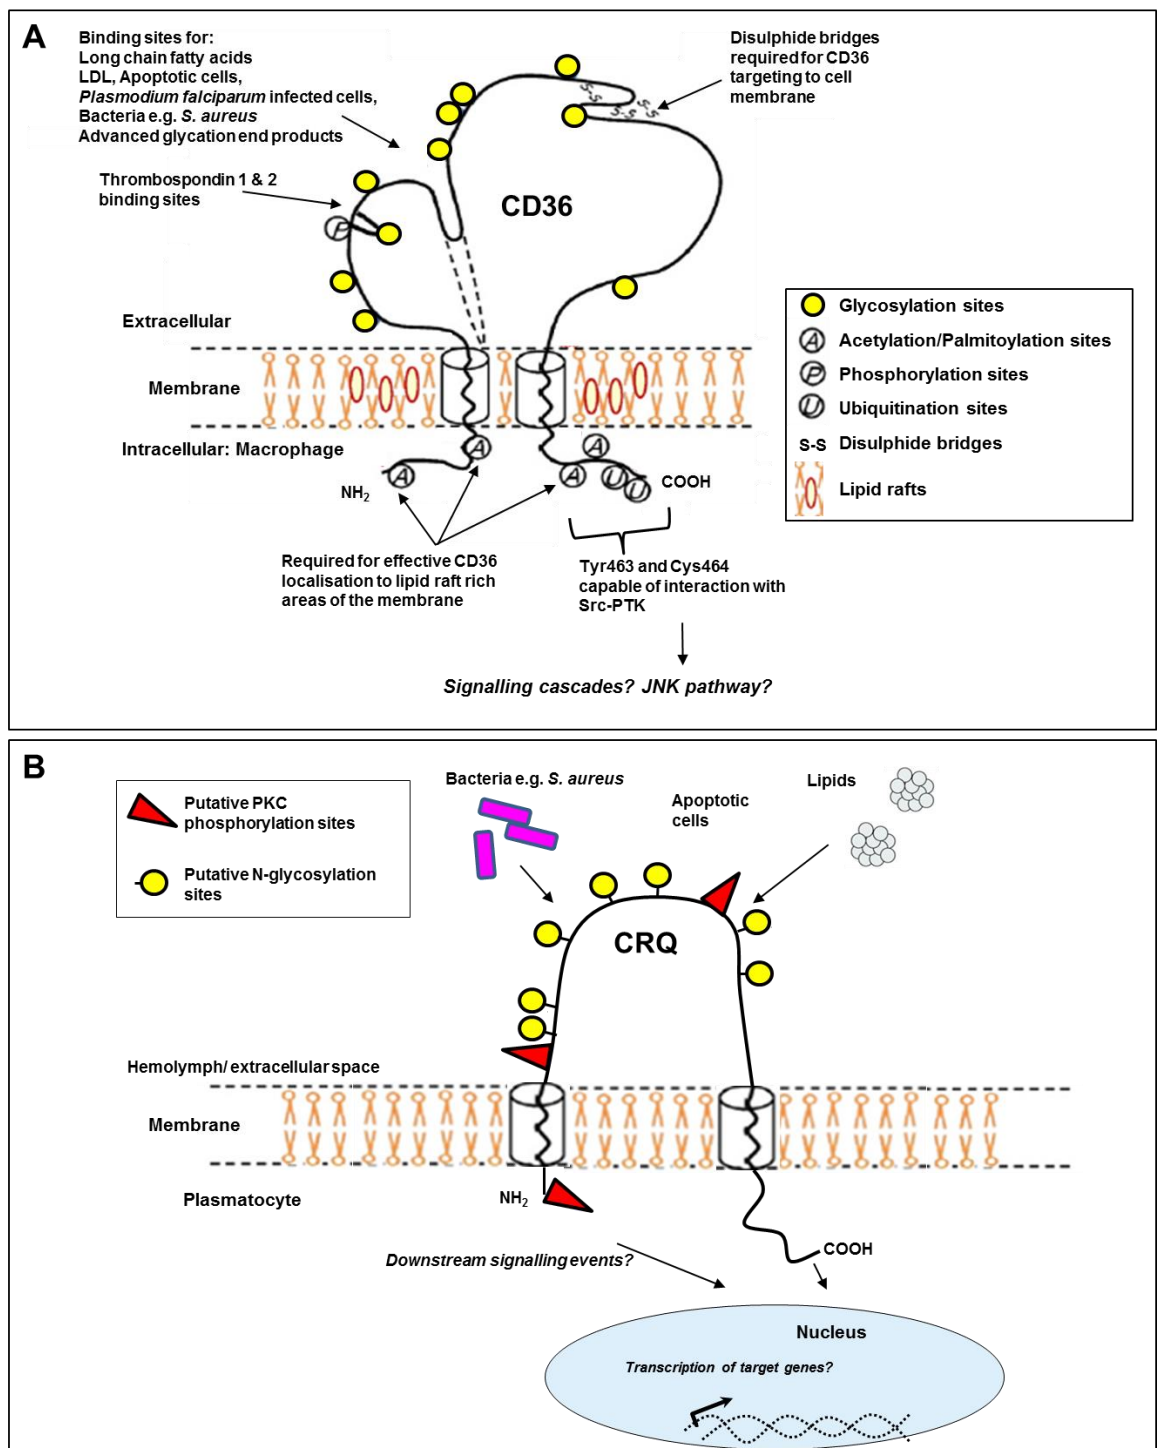 A
Binding sites for:
Long chain fatty acids
LDL, Apoptotic cells,
Plasmodium falciparum infected cells,
Bacteria e.g. S. aureus
Advanced glycation end products
Disulphide bridges
required for CD36
targeting to cell
membrane
S-S
S-S
S-S
Thrombospondin 1 & 2
binding sites
CD36
P
Extracellular
Membrane
Intracellular: Macrophage
Glycosylation sites
A Acetylation/Palmitoylation sites
P Phosphorylation sites
U Ubiquitination sites
S-S Disulphide bridges
Lipid rafts
A
A
NH2
A
A
U
U
COOH
Required for effective CD36
localisation to lipid raft rich
areas of the membrane
Tyr463 and Cys464
capable of interaction with
Src-PTK
Signalling cascades? JNK pathway?
B
Putative PKC
phosphorylation sites
Putative N-glycosylation
sites
Bacteria e.g. S. aureus
Apoptotic
cells
Lipids
CRQ
Hemolymph/ extracellular space
Membrane
Plasmatocyte
NH2
COOH
Downstream signalling events?
Nucleus
Transcription of target genes?